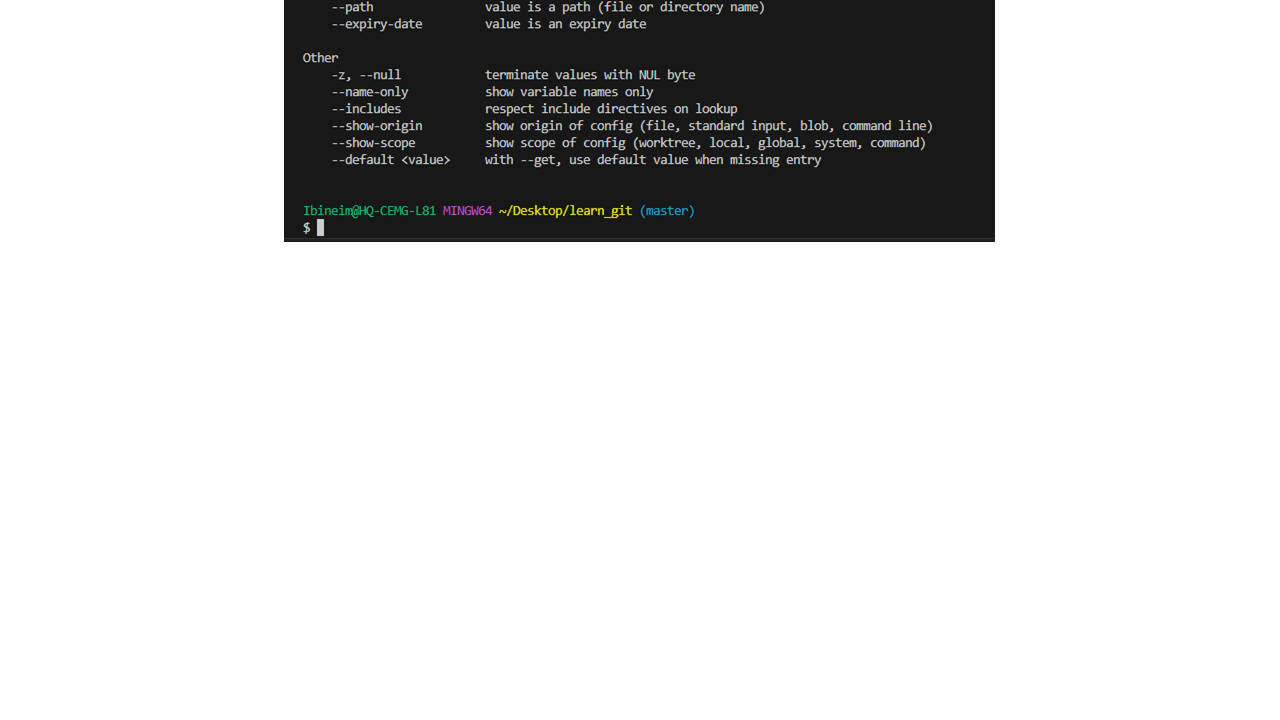 --path value is a path (file or directory name)
--expiry-date value is an expiry date
Other
-z, --null terminate values with NUL byte
--name-only show variable names only
--includes respect include directives on lookup
--show-origin show origin of config (file, standard input, blob, command line)
--show-scope show scope of config (worktree, local, global, system, command)
--default <value> with --get, use default value when missing entry
Ibineim@HQ-CEMG-L81 MINGW64 ~/Desktop/learn_git (master)
$